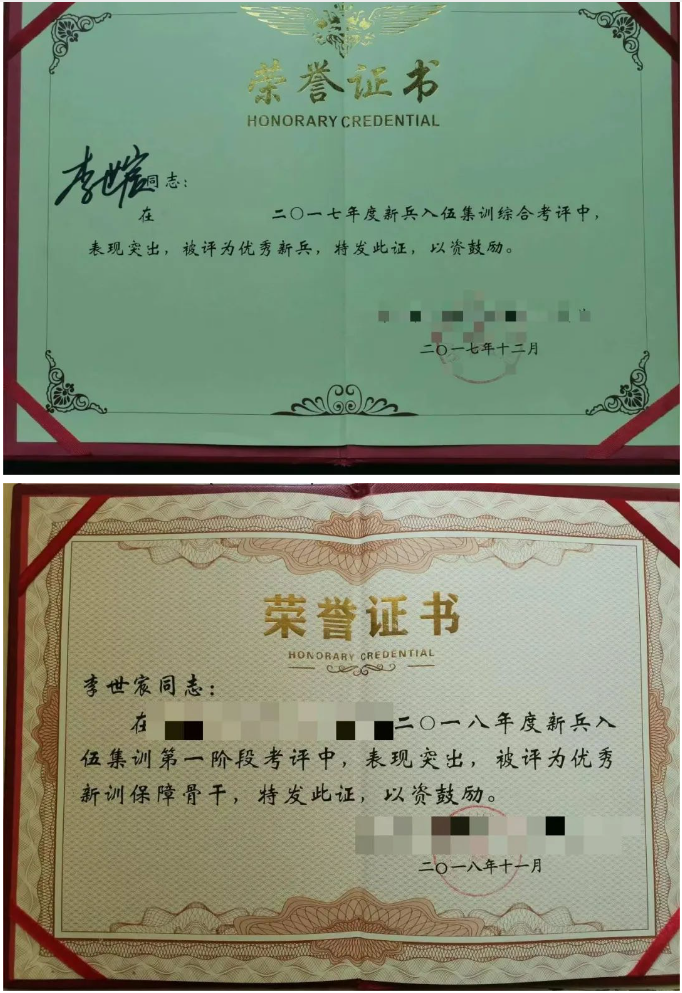 荣誉证书
HONORARY CREDENTIAL
李世宸同志：
在 二〇一七年度新兵入伍集训综合考评中，
表现突出，被评为优秀新兵，特发此证，以资鼓励。
二〇一七年十二月
荣誉证书
HONORARY CREDENTIAL
李世宸同志：
在 二〇一八年度新兵入
伍集训第一阶段考评中，表现突出，被评为优秀
新训保障骨干，特发此证，以资鼓励。
二〇一八年十一月